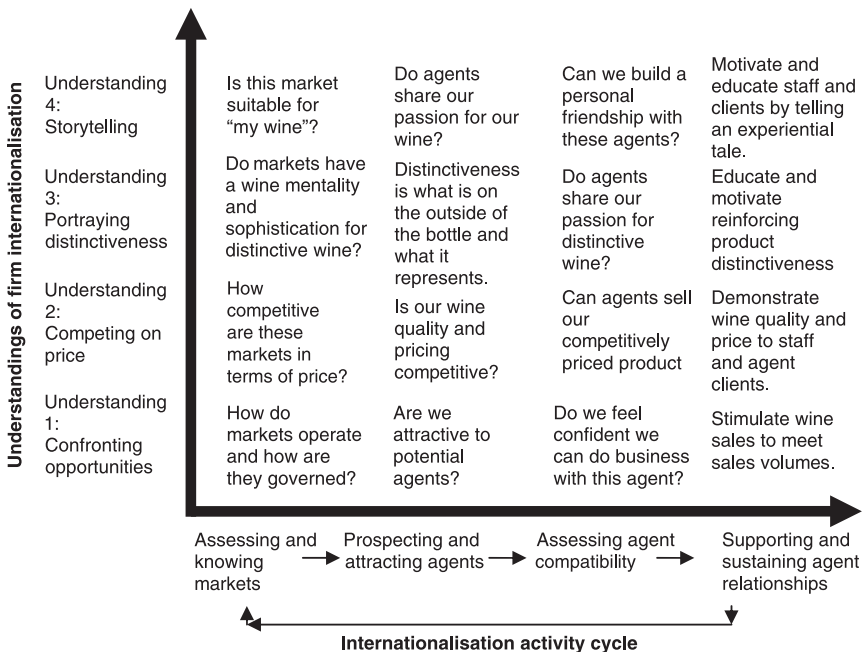 Understandings of firm internationalisation
Understanding
4:
Storytelling
Is this market
suitable for
“my wine”?
Do agents
share our
passion for our
wine?
Can we build a
personal
friendship with
these agents?
Motivate and
educate staff and
clients by telling
an experiential
tale.
Understanding
3:
Portraying
distinctiveness
Do markets have
a wine mentality
and
sophistication for
distinctive wine?
Distinctiveness
is what is on
the outside of
the bottle and
what it
represents.
Do agents
share our
passion for
distinctive
wine?
Educate and
motivate
reinforcing
product
distinctiveness
Understanding
2:
Competing on
price
How
competitive
are these
markets in
terms of price?
Is our wine
quality and
pricing
competitive?
Can agents sell
our
competitively
priced product
Demonstrate
wine quality and
price to staff
and agent
clients.
Understanding
1:
Confronting
opportunities
How do
markets operate
and how are
they governed?
Are we
attractive to
potential
agents?
Do we feel
confident we
can do business
with this agent?
Stimulate wine
sales to meet
sales volumes.
Assessing and
knowing
markets
Prospecting and
attracting agents
Assessing agent
compatibility
Supporting and
sustaining agent
relationships
Internationalisation activity cycle